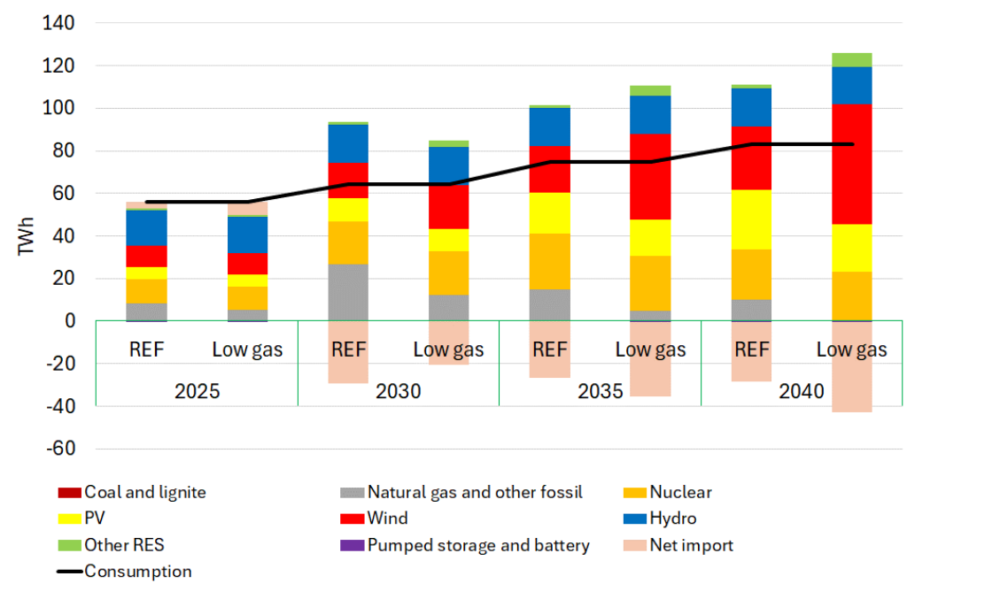 140
120
100
80
60
40
20
0
-20
-40
-60
TWh
REF Low gas REF Low gas REF Low gas REF Low gas
2025 2030 2035 2040
Coal and lignite Natural gas and other fossil Nuclear
PV Wind Hydro
Other RES Pumped storage and battery Net import
Consumption